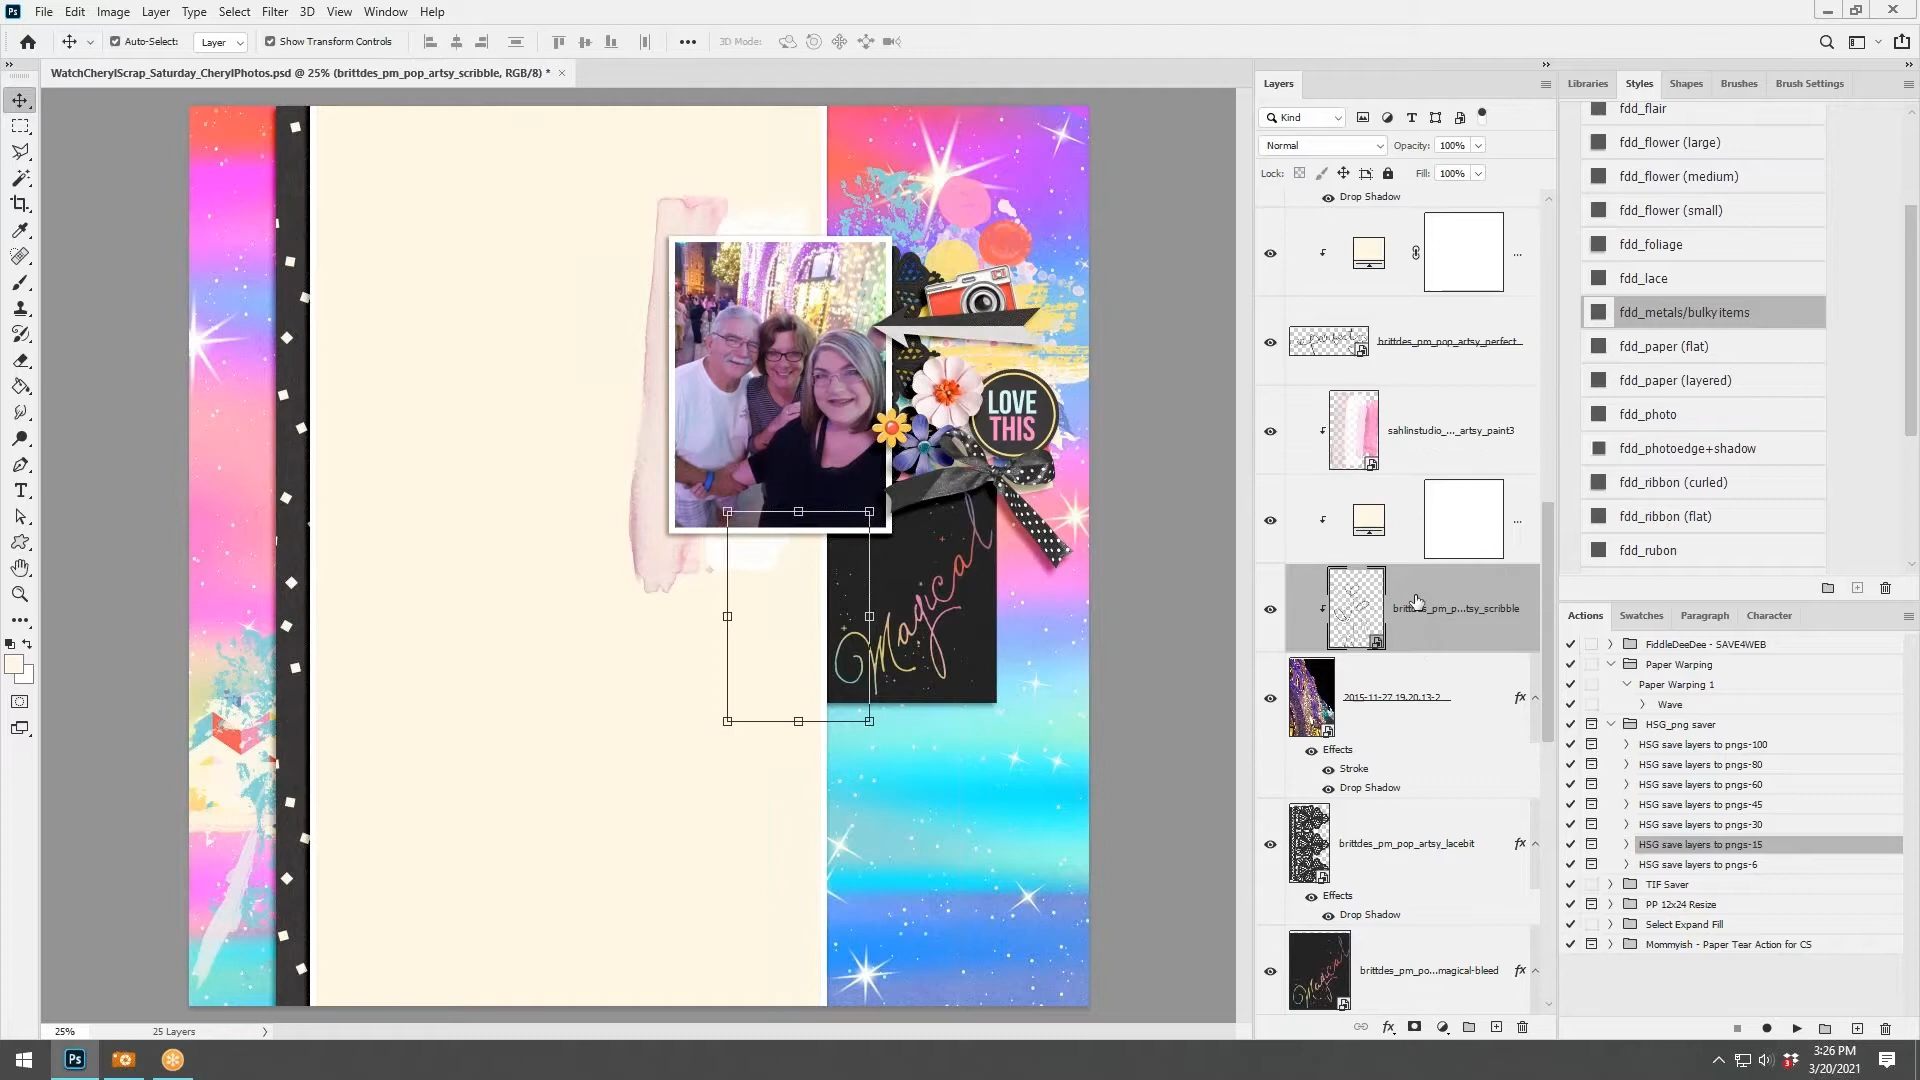 Ps File Edit Image Layer Type Select Filter 3D View Window Help
Auto-Select: Layer Show Transform Controls 3D Mode:
WatchCherylScrap_Saturday_CherylPhotos.psd @ 25% (brittdes_pm_pop_artsy_scribble, RGB/8) *
LOVE
THIS
Magical
25% 25 Layers
Layers
Kind
Normal Opacity: 100%
Lock: Fill: 100%
Drop Shadow
brittdes_pm_pop_artsy_perfect
sahlinstudio_..._artsy_paint3
brittdes_pm_p...tsy_scribble
2015-11-27 19.20.13-2 fx
Effects
Stroke
Drop Shadow
brittdes_pm_pop_artsy_lacebit fx
Effects
Drop Shadow
brittdes_pm_po...magical-bleed fx
fx
Libraries Styles Shapes Brushes Brush Settings
fdd_flair
fdd_flower (large)
fdd_flower (medium)
fdd_flower (small)
fdd_foliage
fdd_lace
fdd_metals/bulky items
fdd_paper (flat)
fdd_paper (layered)
fdd_photo
fdd_photoedge+shadow
fdd_ribbon (curled)
fdd_ribbon (flat)
fdd_rubon
Actions Swatches Paragraph Character
FiddleDeeDee - SAVE4WEB
Paper Warping
Paper Warping 1
Wave
HSG_png saver
HSG save layers to pngs-100
HSG save layers to pngs-80
HSG save layers to pngs-60
HSG save layers to pngs-45
HSG save layers to pngs-30
HSG save layers to pngs-15
HSG save layers to pngs-6
TIF Saver
PP 12x24 Resize
Select Expand Fill
Mommyish - Paper Tear Action for CS
Ps
3:26 PM
3/20/2021